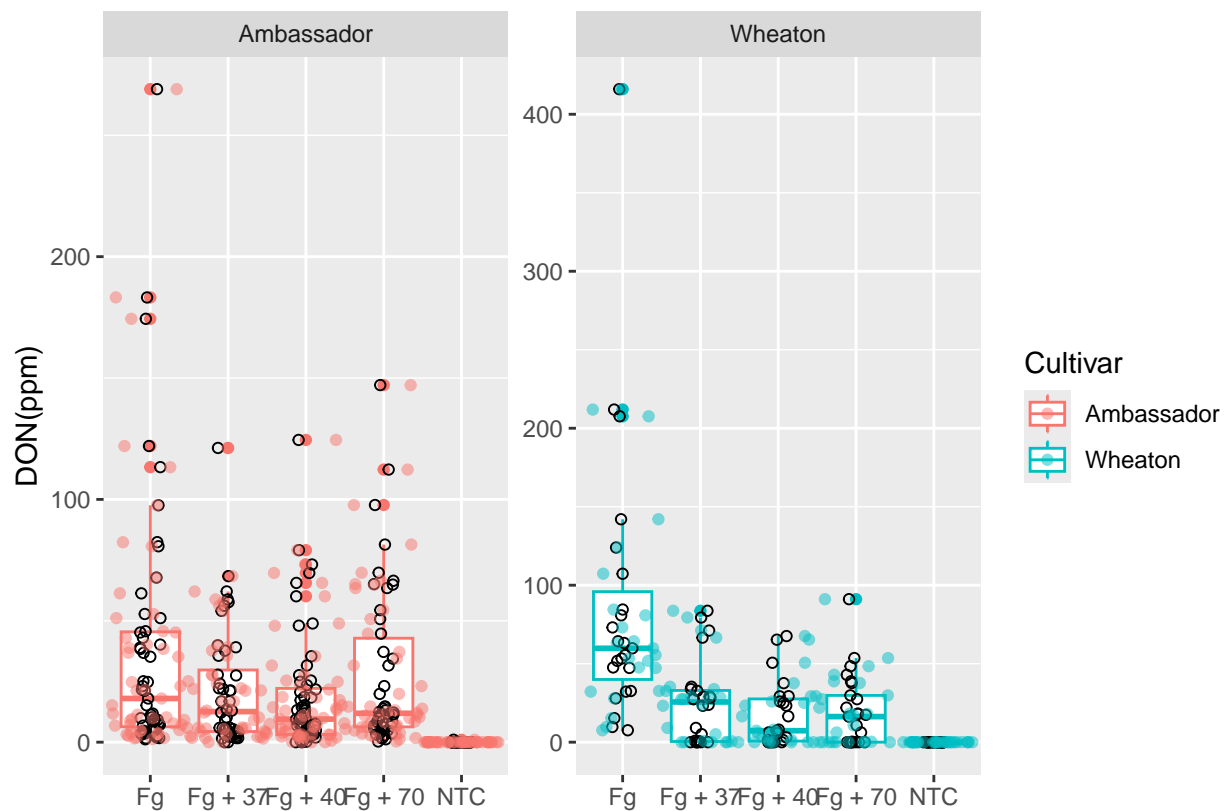 Ambassador
Wheaton
DON(ppm)
200
100
0
400
300
200
100
0
Fg Fg + 37 Fg + 40 Fg + 70 NTC
Fg Fg + 37 Fg + 40 Fg + 70 NTC
Cultivar
Ambassador
Wheaton